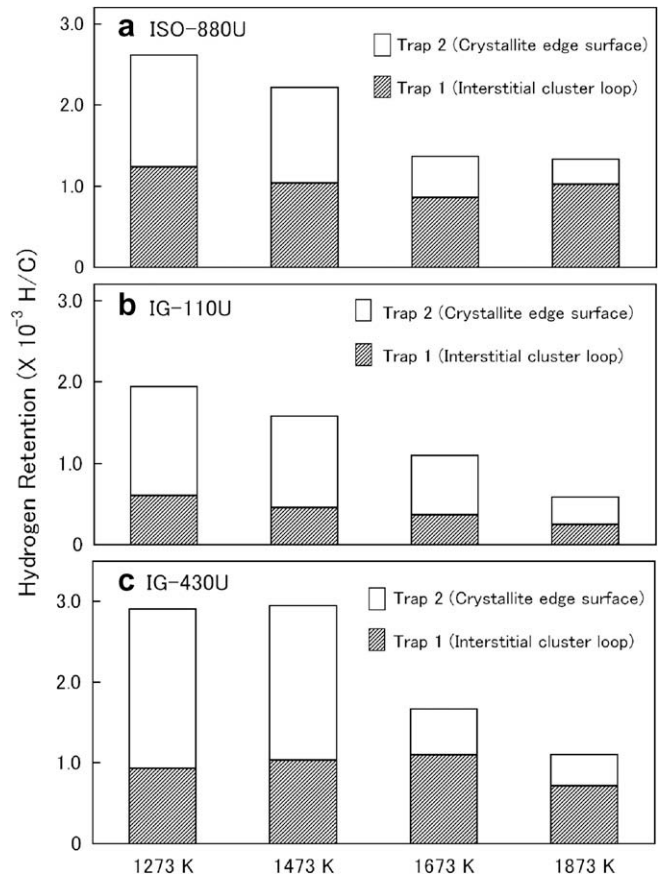 Hydrogen Retention (X 10⁻³ H/C)
a ISO-880U
Trap 2 (Crystallite edge surface)
Trap 1 (Interstitial cluster loop)
3.0
2.0
1.0
0
b IG-110U
Trap 2 (Crystallite edge surface)
Trap 1 (Interstitial cluster loop)
3.0
2.0
1.0
0
c IG-430U
Trap 2 (Crystallite edge surface)
Trap 1 (Interstitial cluster loop)
3.0
2.0
1.0
0
1273 K 1473 K 1673 K 1873 K